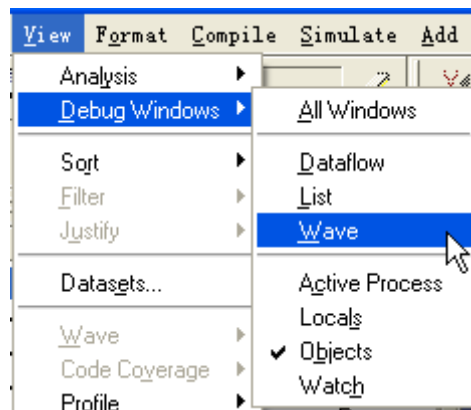 View Format Compile Simulate Add
Analysis
Debug Windows
Sort
Filter
Justify
Datasets...
Wave
Code Coverage
Profile
All Windows
Dataflow
List
Wave
Active Process
Locals
Objects
Watch